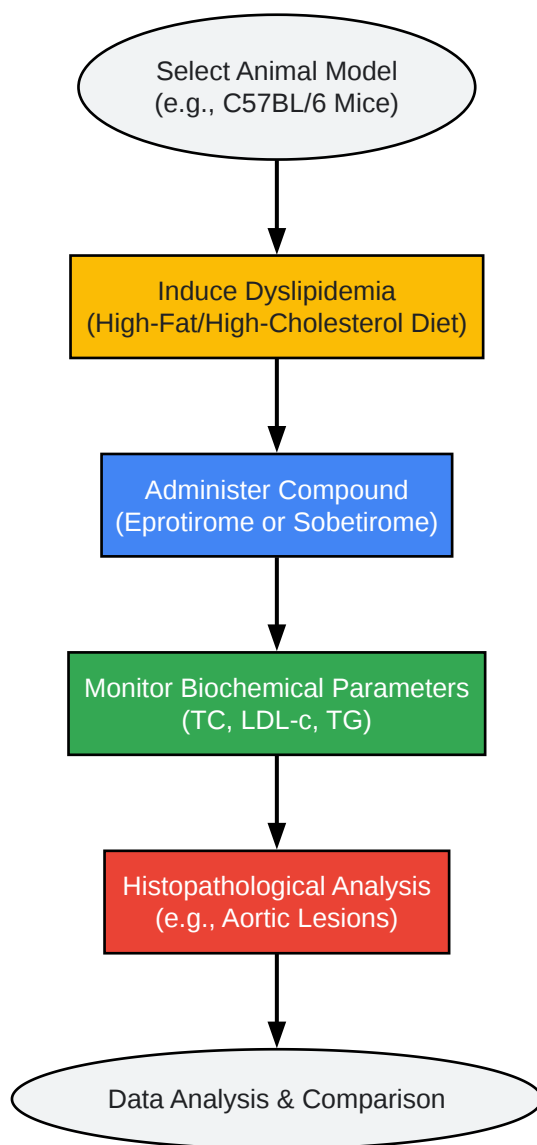 Select Animal Model
(e.g., C57BL/6 Mice)
Induce Dyslipidemia
(High-Fat/High-Cholesterol Diet)
Administer Compound
(Eprotirome or Sobetirome)
Monitor Biochemical Parameters
(TC, LDL-c, TG)
Histopathological Analysis
(e.g., Aortic Lesions)
Data Analysis & Comparison